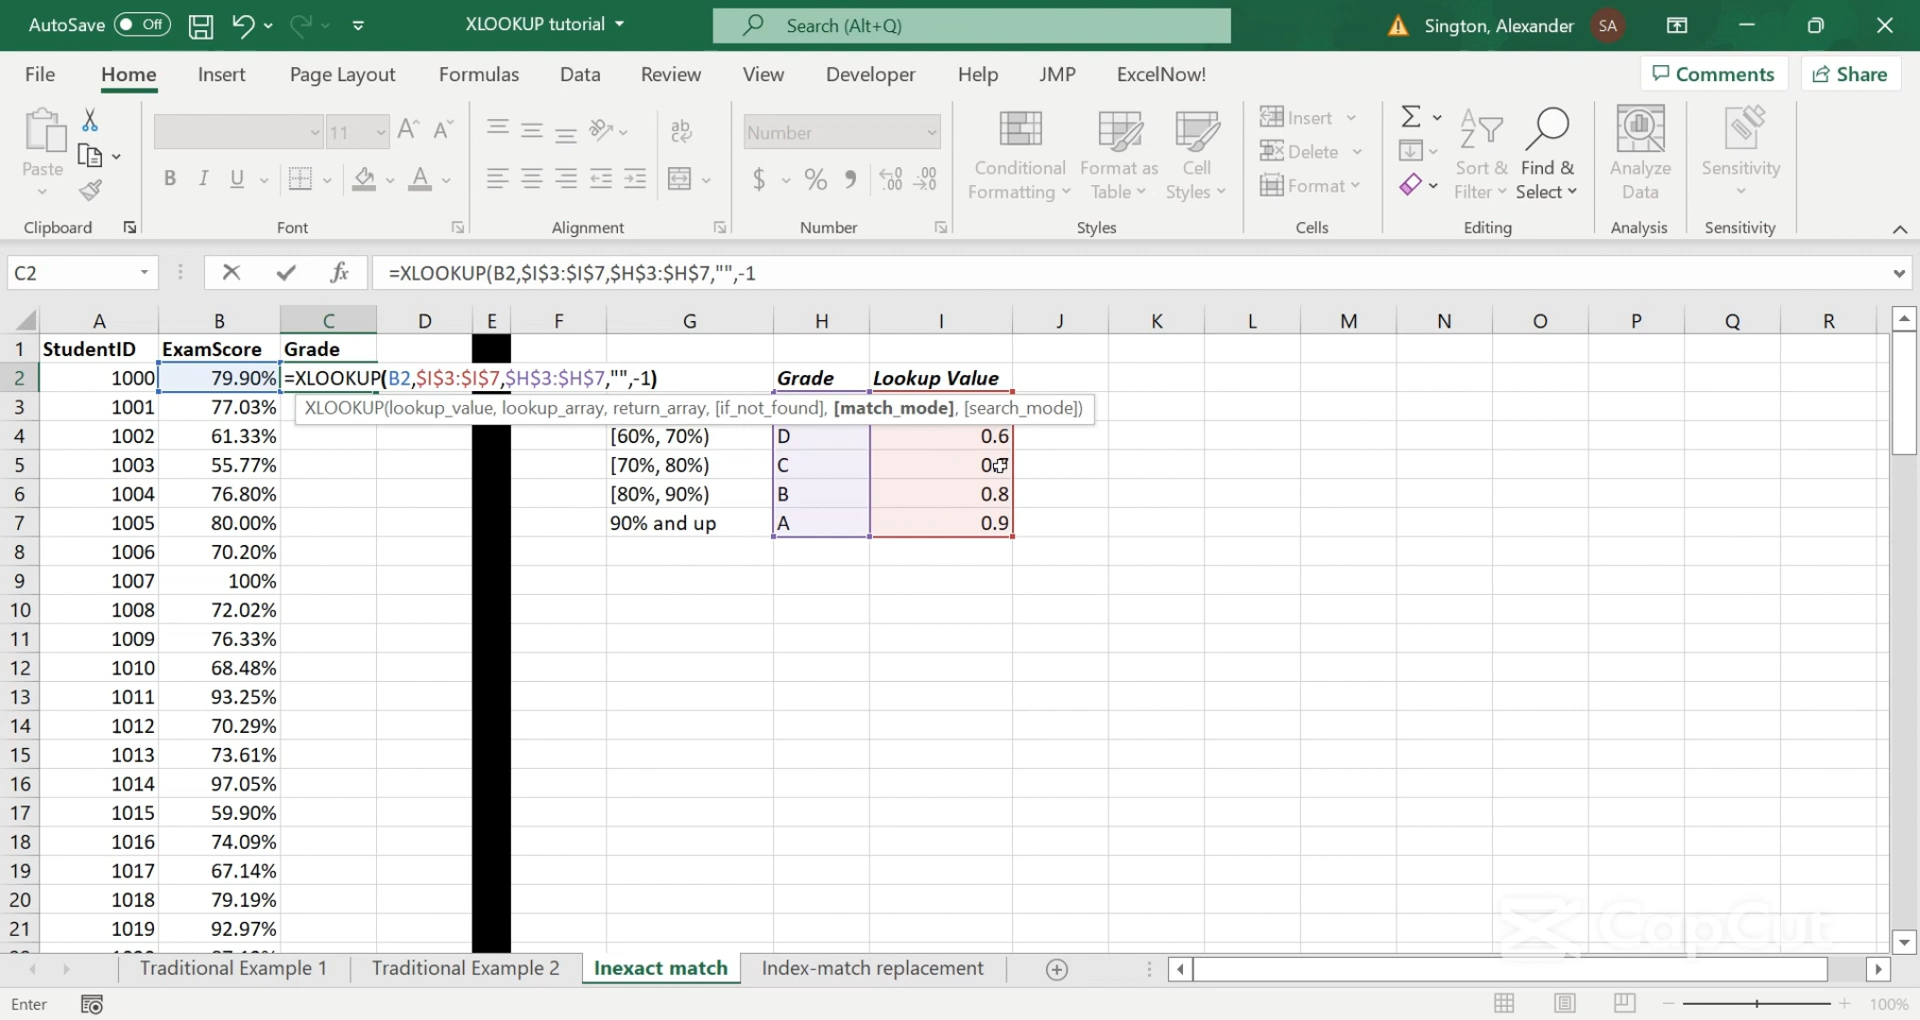 AutoSave Off XLOOKUP tutorial Search (Alt+Q) Sington, Alexander SA
File Home Insert Page Layout Formulas Data Review View Developer Help JMP ExcelNow! Comments Share
Paste
11
Number
B I U
$ % 9
ab
Conditional Formatting
Format as Table
Cell Styles
Insert
Delete
Format
Sort & Filter
Find & Select
Analyze Data
Sensitivity
Clipboard Font Alignment Number Styles Cells Editing Analysis Sensitivity
C2 fx =XLOOKUP(B2,$I$3:$I$7,$H$3:$H$7,"",-1
A B C D E F G H I J K L M N O P Q R
1 StudentID ExamScore Grade
2 1000 79.90% =XLOOKUP(B2,$I$3:$I$7,$H$3:$H$7,"",-1) Grade Lookup Value
3 1001 77.03% XLOOKUP(lookup_value, lookup_array, return_array, [if_not_found], [match_mode], [search_mode])
4 1002 61.33% [60%, 70%) D 0.6
5 1003 55.77% [70%, 80%) C
6 1004 76.80% [80%, 90%) B 0.8
7 1005 80.00% 90% and up A 0.9
8 1006 70.20%
9 1007 100%
10 1008 72.02%
11 1009 76.33%
12 1010 68.48%
13 1011 93.25%
14 1012 70.29%
15 1013 73.61%
16 1014 97.05%
17 1015 59.90%
18 1016 74.09%
19 1017 67.14%
20 1018 79.19%
21 1019 92.97%
CapCut
Traditional Example 1 Traditional Example 2 Inexact match Index-match replacement
Enter 100%